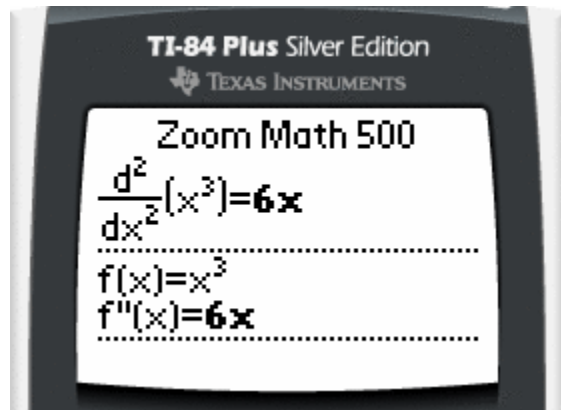 TI-84 Plus Silver Edition
TEXAS INSTRUMENTS
Zoom Math 500
d²/dx²(x³)=6x
f(x)=x³
f"(x)=6x